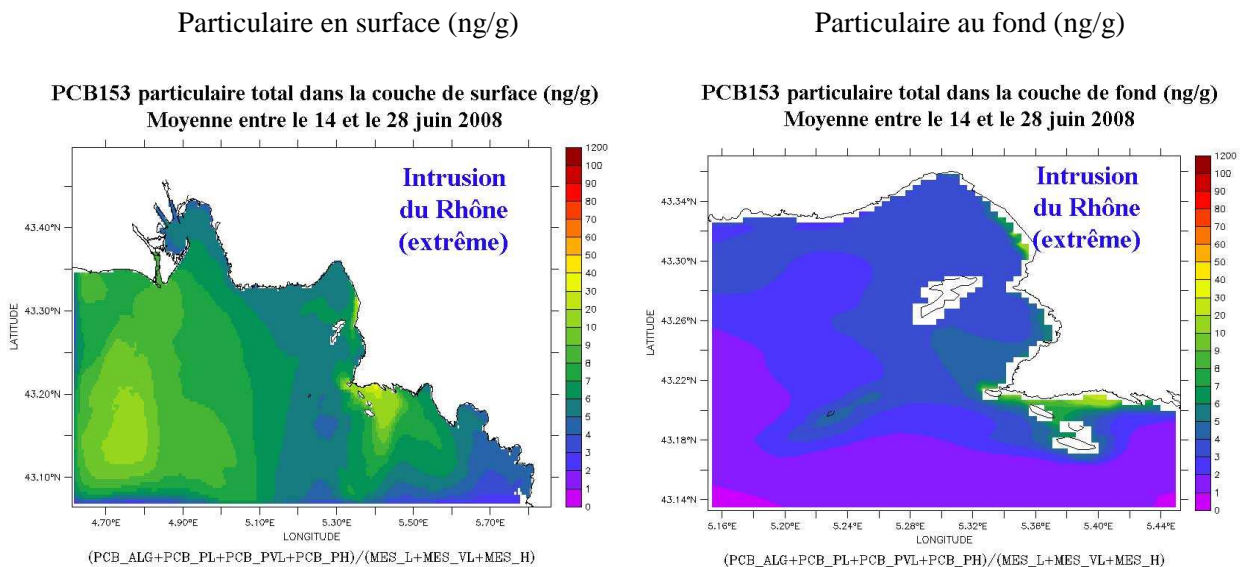 Particulaire en surface (ng/g)
Particulaire au fond (ng/g)
PCB153 particulaire total dans la couche de surface (ng/g)
Moyenne entre le 14 et le 28 juin 2008
Intrusion
du Rhône
(extrême)
43.40°N
43.30°N
43.20°N
43.10°N
LATITUDE
4.70°E 4.90°E 5.10°E 5.30°E 5.50°E 5.70°E
LONGITUDE
1200
100
90
80
70
60
50
40
30
20
10
9
8
7
6
5
4
3
2
1
0
(PCB_ALG+PCB_PL+PCB_PVL+PCB_PH)/(MES_L+MES_VL+MES_H)
PCB153 particulaire total dans la couche de fond (ng/g)
Moyenne entre le 14 et le 28 juin 2008
Intrusion
du Rhône
(extrême)
43.34°N
43.30°N
43.26°N
43.22°N
43.18°N
43.14°N
LATITUDE
5.16°E 5.20°E 5.24°E 5.28°E 5.32°E 5.36°E 5.40°E 5.44°E
LONGITUDE
1200
100
90
80
70
60
50
40
30
20
10
9
8
7
6
5
4
3
2
1
0
(PCB_ALG+PCB_PL+PCB_PVL+PCB_PH)/(MES_L+MES_VL+MES_H)